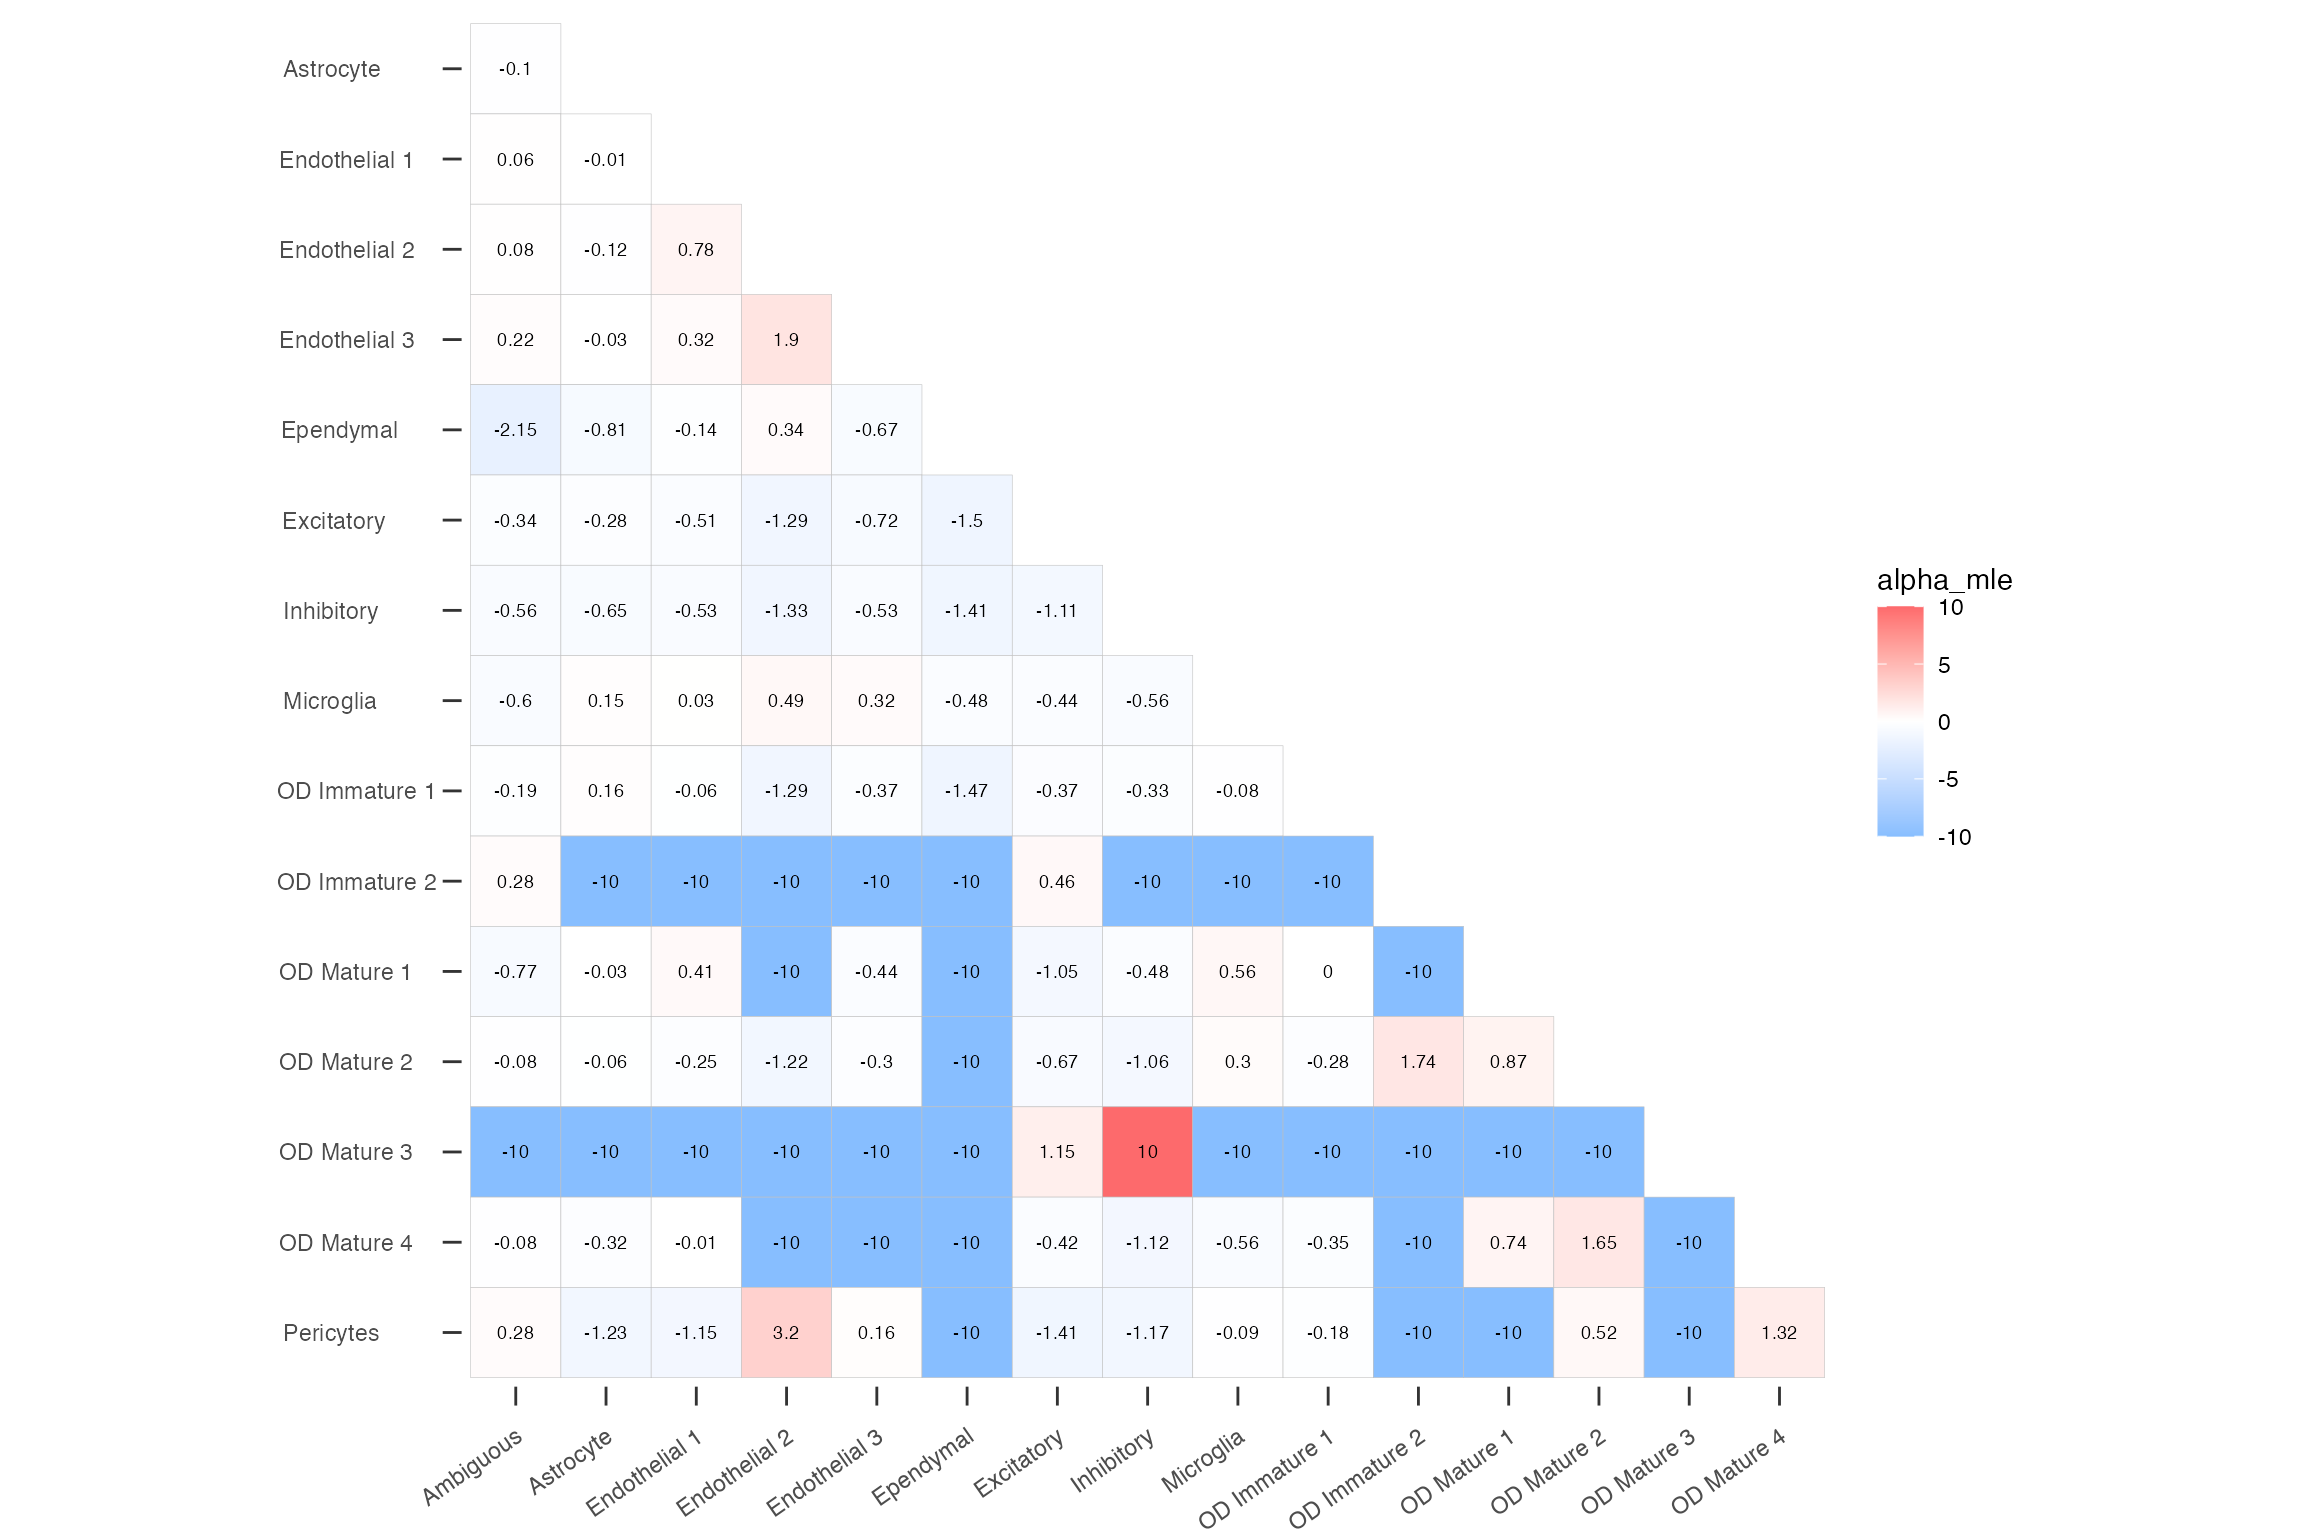 Astrocyte -0.1
Endothelial 1 0.06 -0.01
Endothelial 2 0.08 -0.12 0.78
Endothelial 3 0.22 -0.03 0.32 1.9
Ependymal -2.15 -0.81 -0.14 0.34 -0.67
Excitatory -0.34 -0.28 -0.51 -1.29 -0.72 -1.5
Inhibitory -0.56 -0.65 -0.53 -1.33 -0.53 -1.41 -1.11
Microglia -0.6 0.15 0.03 0.49 0.32 -0.48 -0.44 -0.56
OD Immature 1 -0.19 0.16 -0.06 -1.29 -0.37 -1.47 -0.37 -0.33 -0.08
OD Immature 2 0.28 -10 -10 -10 -10 -10 0.46 -10 -10 -10
OD Mature 1 -0.77 -0.03 0.41 -10 -0.44 -10 -1.05 -0.48 0.56 0 -10
OD Mature 2 -0.08 -0.06 -0.25 -1.22 -0.3 -10 -0.67 -1.06 0.3 -0.28 1.74 0.87
OD Mature 3 -10 -10 -10 -10 -10 -10 1.15 10 -10 -10 -10 -10 -10
OD Mature 4 -0.08 -0.32 -0.01 -10 -10 -10 -0.42 -1.12 -0.56 -0.35 -10 0.74 1.65 -10
Pericytes 0.28 -1.23 -1.15 3.2 0.16 -10 -1.41 -1.17 -0.09 -0.18 -10 -10 0.52 -10 1.32
Ambiguous
Astrocyte
Endothelial 1
Endothelial 2
Endothelial 3
Ependymal
Excitatory
Inhibitory
Microglia
OD Immature 1
OD Immature 2
OD Mature 1
OD Mature 2
OD Mature 3
OD Mature 4
alpha_mle
10
5
0
-5
-10